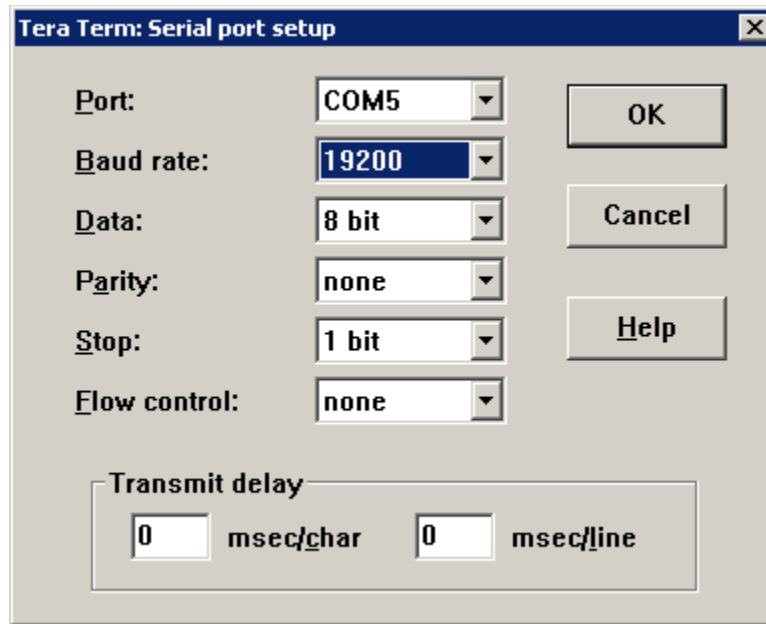 Tera Term: Serial port setup
Port: COM5 OK
Baud rate: 19200
Data: 8 bit Cancel
Parity: none
Stop: 1 bit Help
Flow control: none
Transmit delay
0 msec/char 0 msec/line